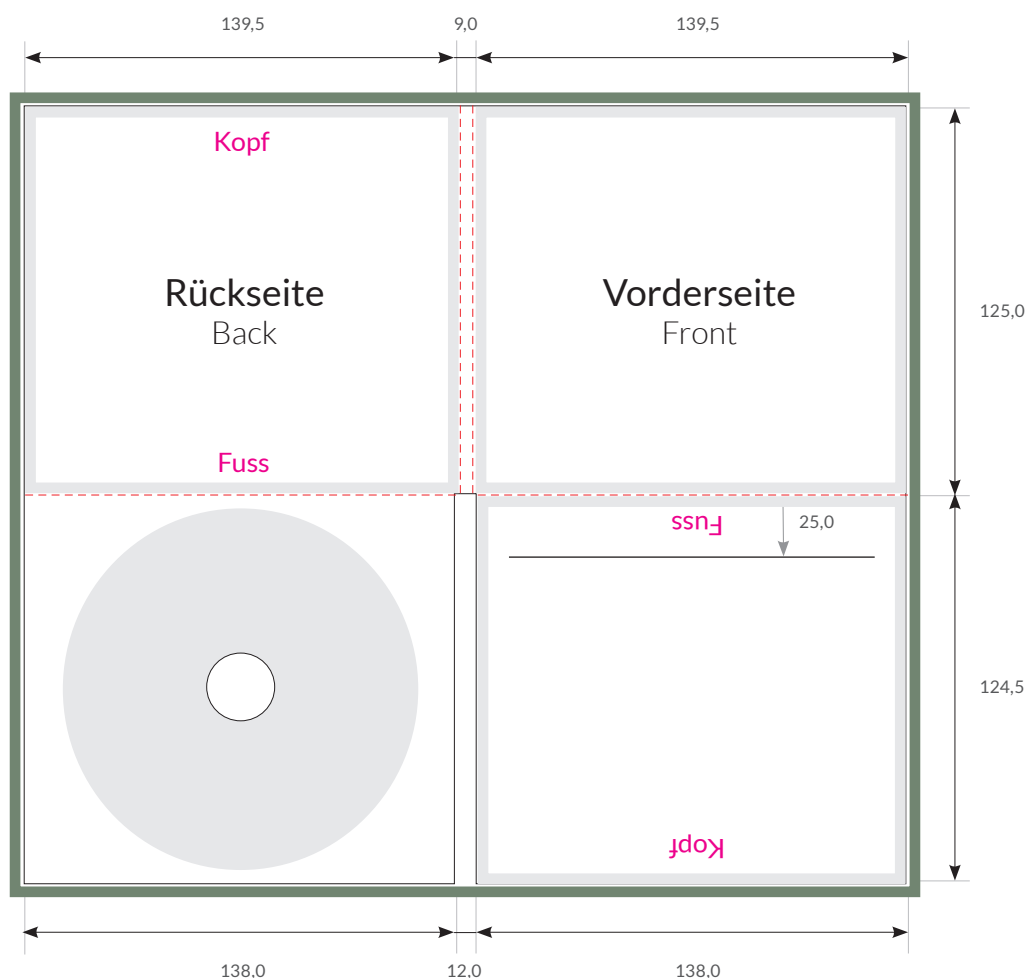 139,5
9,0
139,5
Kopf
Rückseite
Back
Vorderseite
Front
125,0
Fuss
Fuss
25,0
124,5
Kopf
138,0
12,0
138,0